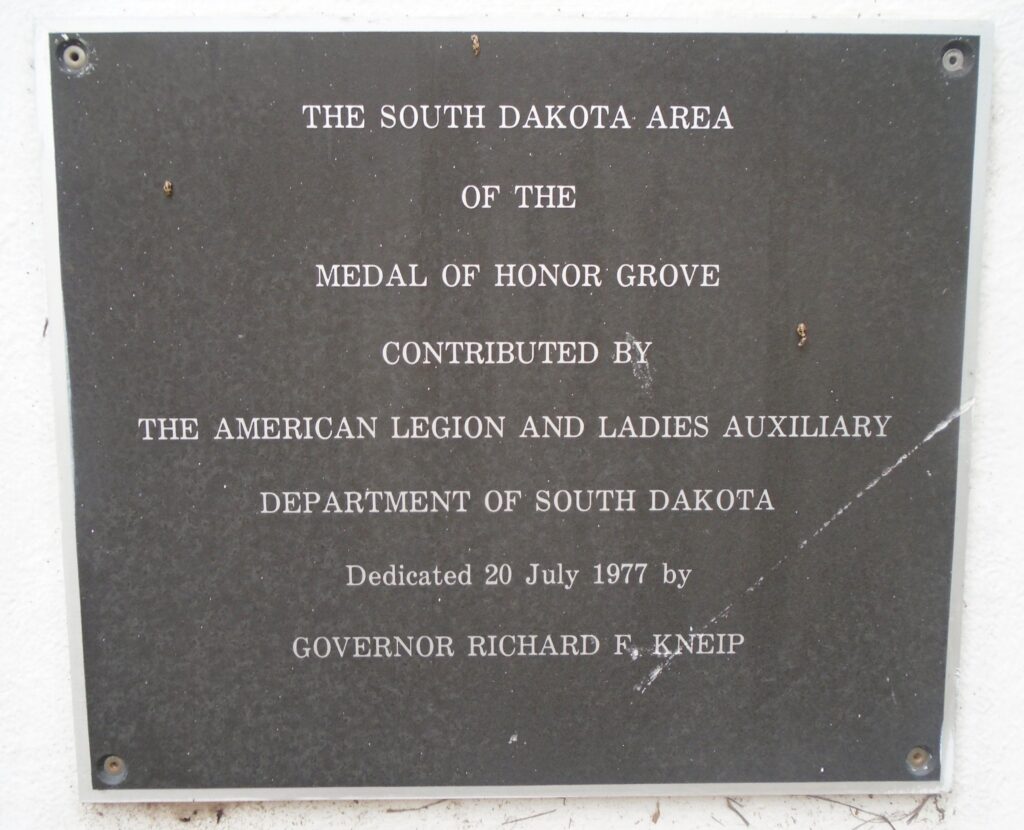 THE SOUTH DAKOTA AREA
OF THE
MEDAL OF HONOR GROVE
CONTRIBUTED BY
THE AMERICAN LEGION AND LADIES AUXILIARY
DEPARTMENT OF SOUTH DAKOTA
Dedicated 20 July 1977 by
GOVERNOR RICHARD F. KNEIP